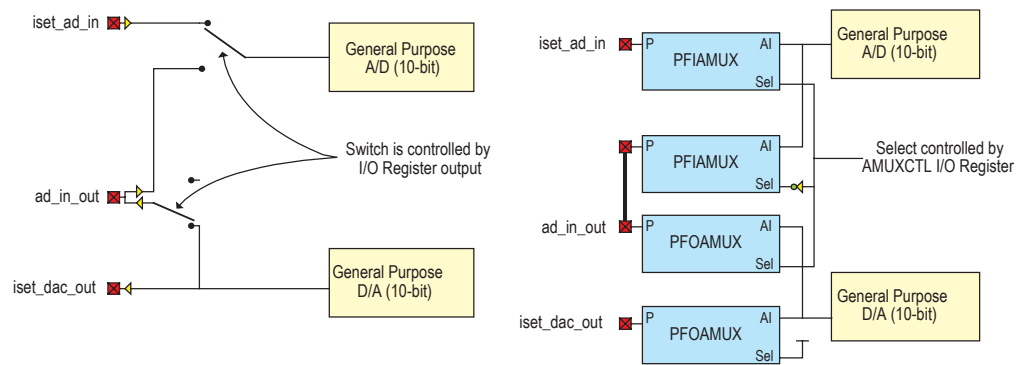 iset_ad_in
General Purpose
A/D (10-bit)
Switch is controlled by
I/O Register output
ad_in_out
General Purpose
D/A (10-bit)
iset_dac_out
iset_ad_in
P
PFIAMUX
AI
Sel
General Purpose
A/D (10-bit)
P
PFIAMUX
AI
Sel
Select controlled by
AMUXCTL I/O Register
ad_in_out
P
PFOAMUX
AI
Sel
iset_dac_out
P
PFOAMUX
AI
Sel
General Purpose
D/A (10-bit)